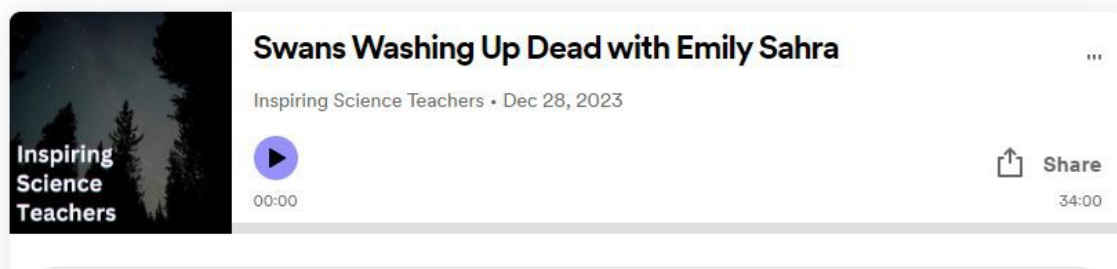 Inspiring
Science
Teachers
Swans Washing Up Dead with Emily Sahra
...
Inspiring Science Teachers • Dec 28, 2023
Share
00:00
34:00